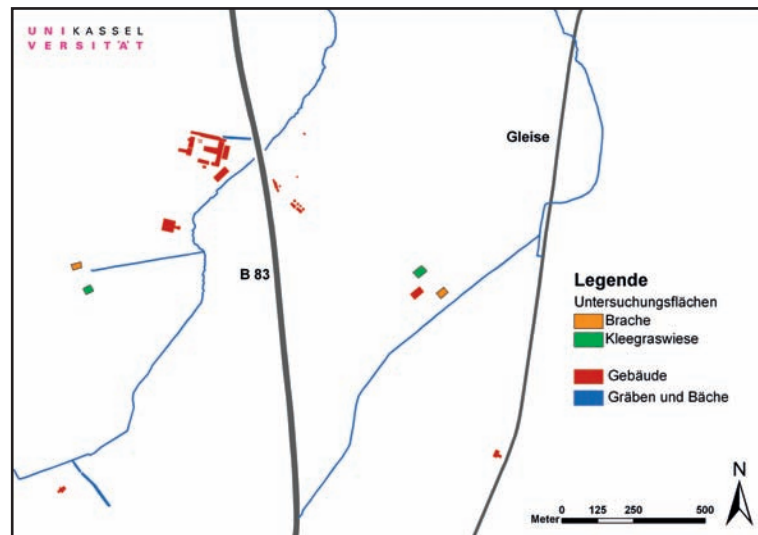 UNIKASSEL
VERSITÄT
Gleise
B 83
Legende
Untersuchungsflächen
Brache
Kleegraswiese
Gebäude
Gräben und Bäche
N
0 125 250 500
Meter